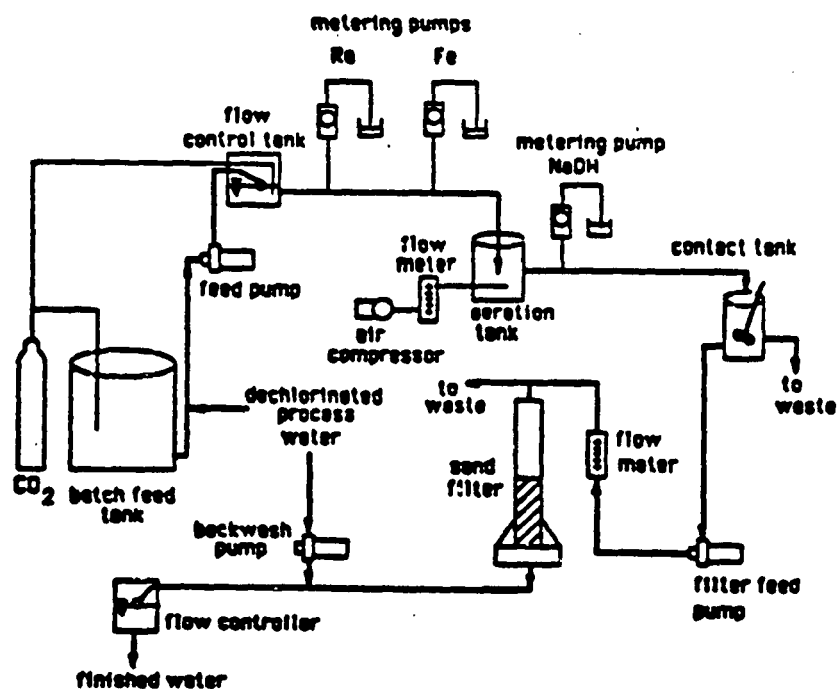 metering pumps
Ra
Fe
flow
control tank
metering pump
NaOH
flow
meter
contact tank
feed pump
air
compressor
aeration
tank
to
waste
dechlorinated
process
water
to
waste
flow
meter
sand
filter
CO2
batch feed
tank
backwash
pump
filter feed
pump
flow controller
finished water